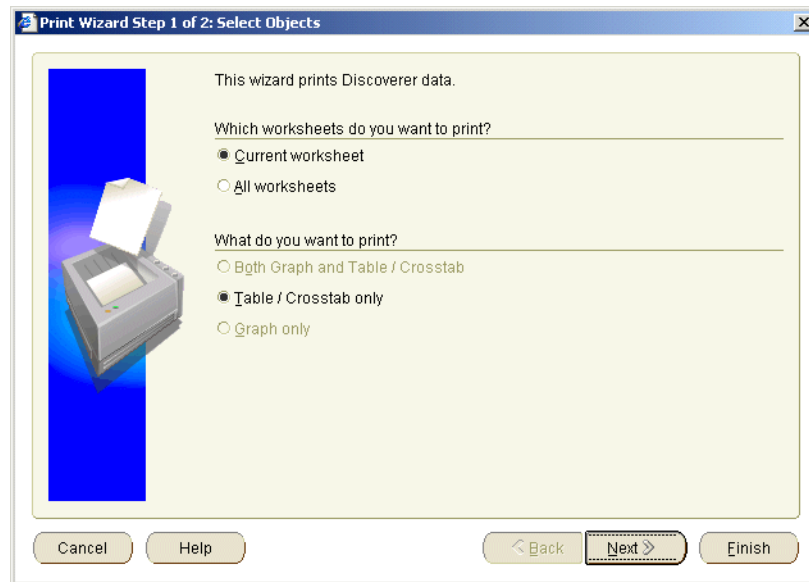 Print Wizard Step 1 of 2: Select Objects
This wizard prints Discoverer data.
Which worksheets do you want to print?
Current worksheet
All worksheets
What do you want to print?
Both Graph and Table / Crosstab
Table / Crosstab only
Graph only
Cancel Help Back Next Finish